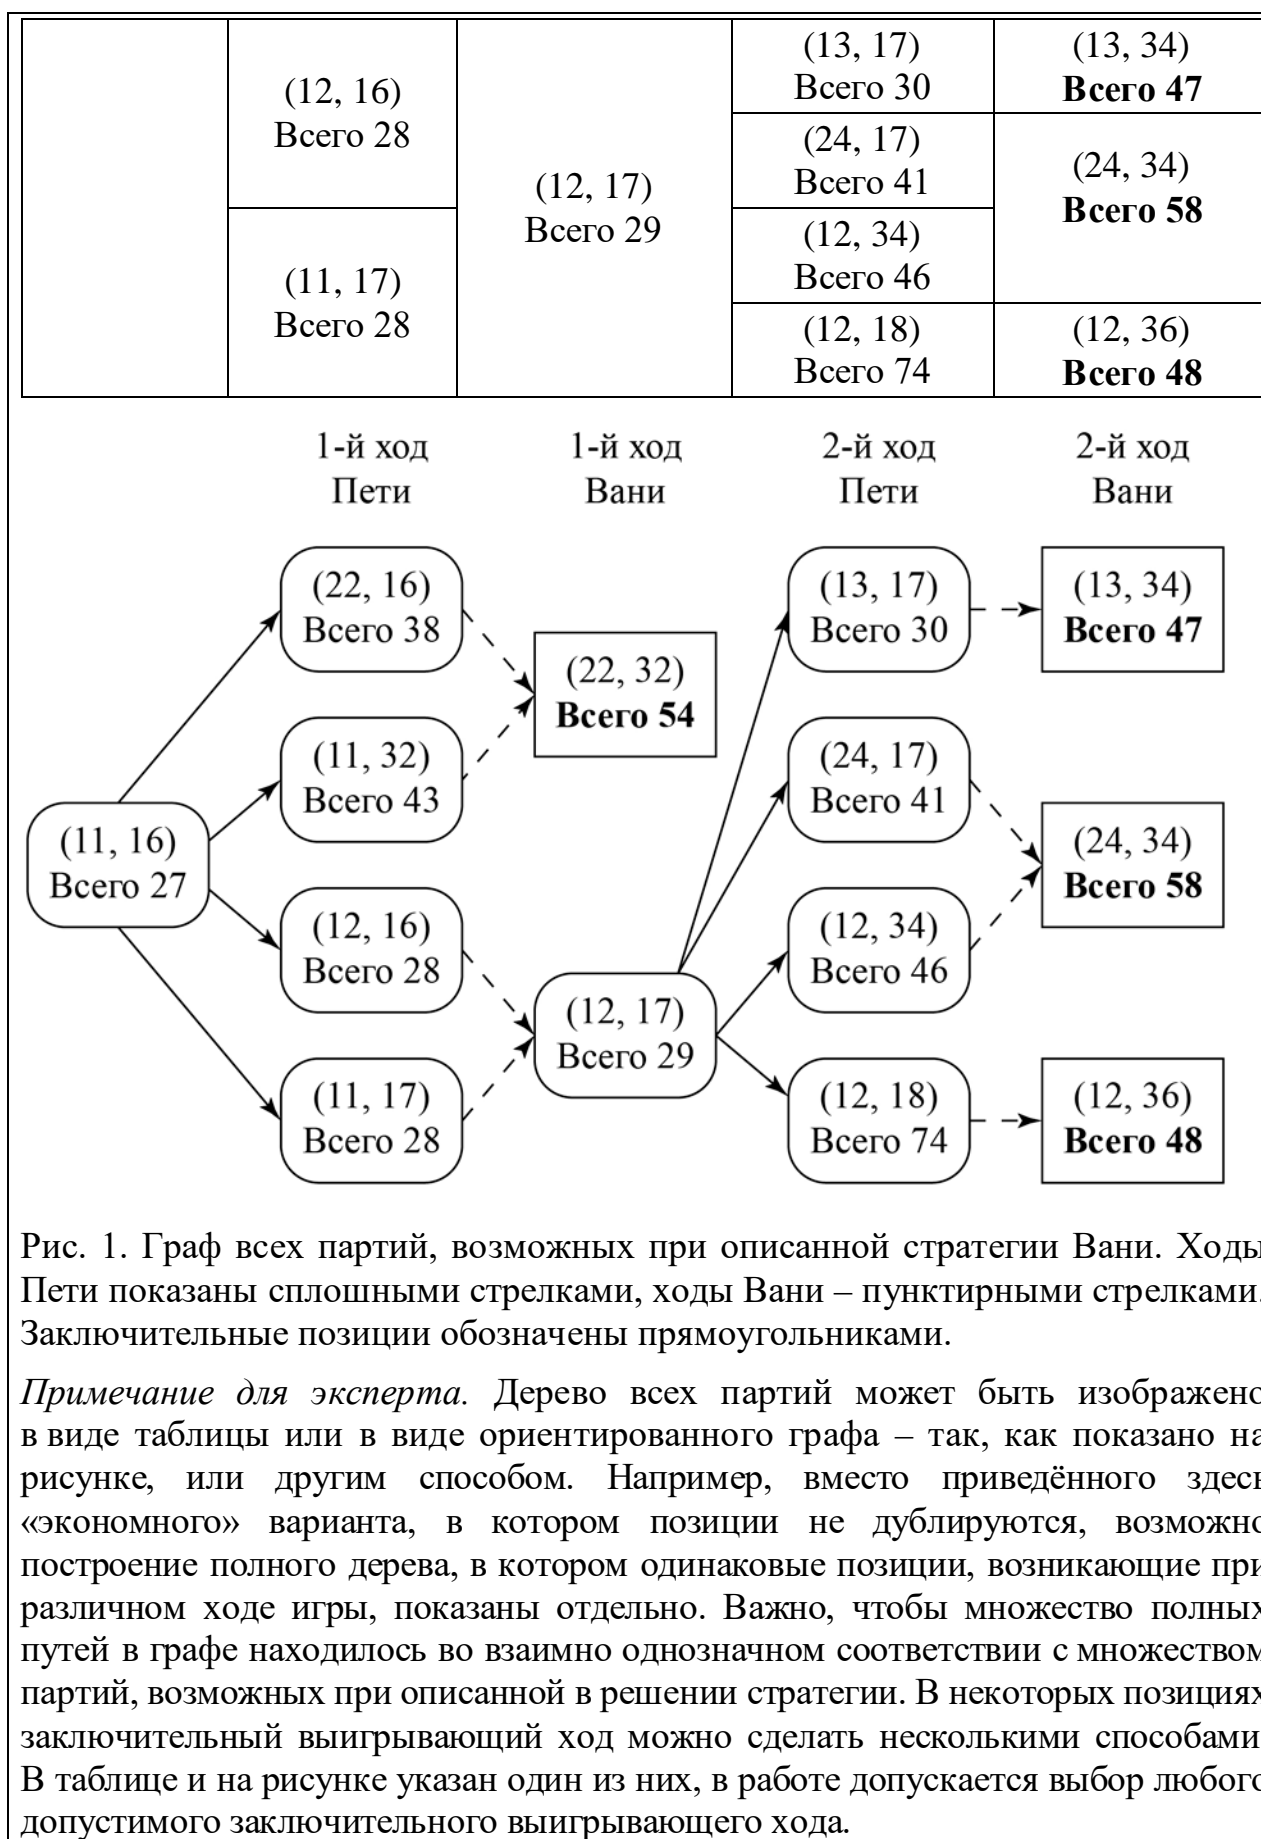 (12, 16)
Всего 28
(11, 17)
Всего 28
(12, 17)
Всего 29
(13, 17)
Всего 30
(24, 17)
Всего 41
(12, 34)
Всего 46
(12, 18)
Всего 74
(13, 34)
Всего 47
(24, 34)
Всего 58
(12, 36)
Всего 48
1-й ход
Пети
1-й ход
Вани
2-й ход
Пети
2-й ход
Вани
(11, 16)
Всего 27
(22, 16)
Всего 38
(11, 32)
Всего 43
(12, 16)
Всего 28
(11, 17)
Всего 28
(22, 32)
Всего 54
(12, 17)
Всего 29
(13, 17)
Всего 30
(24, 17)
Всего 41
(12, 34)
Всего 46
(12, 18)
Всего 74
(13, 34)
Всего 47
(24, 34)
Всего 58
(12, 36)
Всего 48
Рис. 1. Граф всех партий, возможных при описанной стратегии Вани. Ходы
Пети показаны сплошными стрелками, ходы Вани – пунктирными стрелками.
Заключительные позиции обозначены прямоугольниками.
Примечание для эксперта. Дерево всех партий может быть изображено
в виде таблицы или в виде ориентированного графа – так, как показано на
рисунке, или другим способом. Например, вместо приведённого здесь
«экономного» варианта, в котором позиции не дублируются, возможно
построение полного дерева, в котором одинаковые позиции, возникающие при
различном ходе игры, показаны отдельно. Важно, чтобы множество полных
путей в графе находилось во взаимно однозначном соответствии с множеством
партий, возможных при описанной в решении стратегии. В некоторых позициях
заключительный выигрывающий ход можно сделать несколькими способами.
В таблице и на рисунке указан один из них, в работе допускается выбор любого
допустимого заключительного выигрывающего хода.